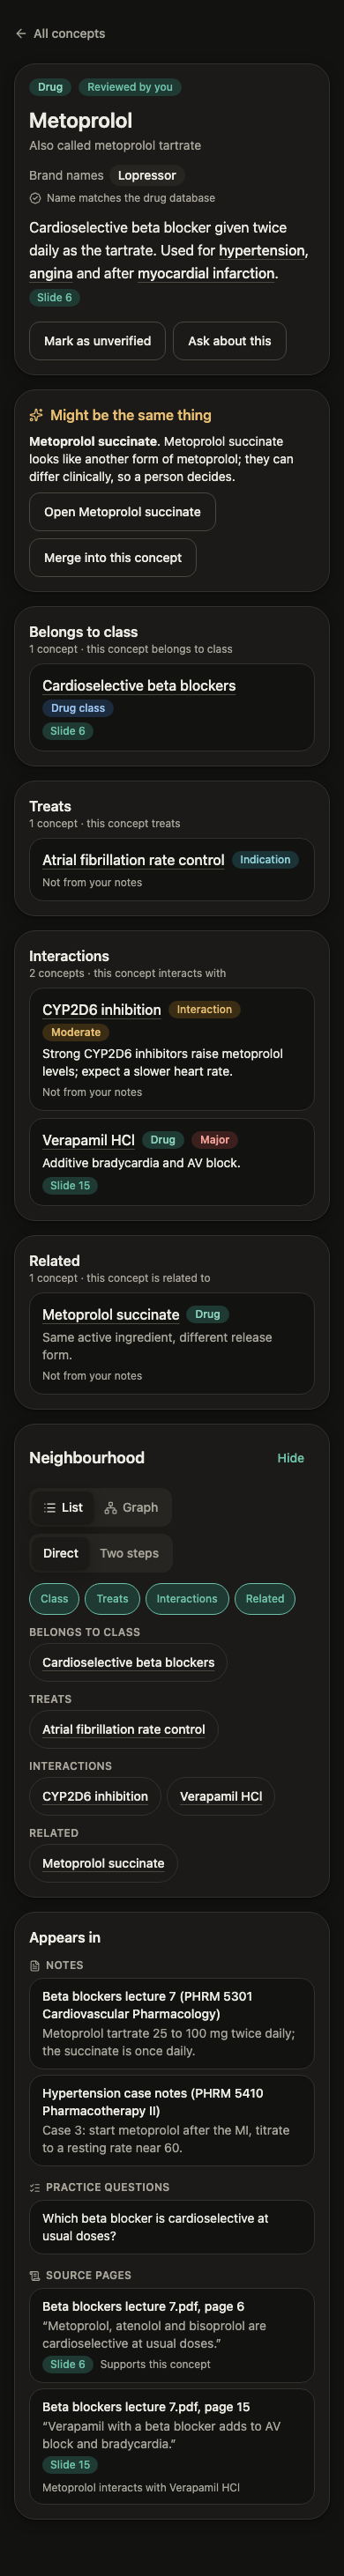 All concepts
Drug
Reviewed by you
Metoprolol
Also called metoprolol tartrate
Brand names Lopressor
Name matches the drug database
Cardioselective beta blocker given twice
daily as the tartrate. Used for hypertension,
angina and after myocardial infarction.
Slide 6
Mark as unverified
Ask about this
Might be the same thing
Metoprolol succinate. Metoprolol succinate
looks like another form of metoprolol; they can
differ clinically, so a person decides.
Open Metoprolol succinate
Merge into this concept
Belongs to class
1 concept · this concept belongs to class
Cardioselective beta blockers
Drug class
Slide 6
Treats
1 concept · this concept treats
Atrial fibrillation rate control Indication
Not from your notes
Interactions
2 concepts · this concept interacts with
CYP2D6 inhibition Interaction
Moderate
Strong CYP2D6 inhibitors raise metoprolol
levels; expect a slower heart rate.
Not from your notes
Verapamil HCl Drug Major
Additive bradycardia and AV block.
Slide 15
Related
1 concept · this concept is related to
Metoprolol succinate Drug
Same active ingredient, different release
form.
Not from your notes
Neighbourhood Hide
List Graph
Direct Two steps
Class Treats Interactions Related
BELONGS TO CLASS
Cardioselective beta blockers
TREATS
Atrial fibrillation rate control
INTERACTIONS
CYP2D6 inhibition Verapamil HCl
RELATED
Metoprolol succinate
Appears in
NOTES
Beta blockers lecture 7 (PHRM 5301
Cardiovascular Pharmacology)
Metoprolol tartrate 25 to 100 mg twice daily;
the succinate is once daily.
Hypertension case notes (PHRM 5410
Pharmacotherapy II)
Case 3: start metoprolol after the MI, titrate
to a resting rate near 60.
PRACTICE QUESTIONS
Which beta blocker is cardioselective at
usual doses?
SOURCE PAGES
Beta blockers lecture 7.pdf, page 6
“Metoprolol, atenolol and bisoprolol are
cardioselective at usual doses.”
Slide 6 Supports this concept
Beta blockers lecture 7.pdf, page 15
“Verapamil with a beta blocker adds to AV
block and bradycardia.”
Slide 15
Metoprolol interacts with Verapamil HCl